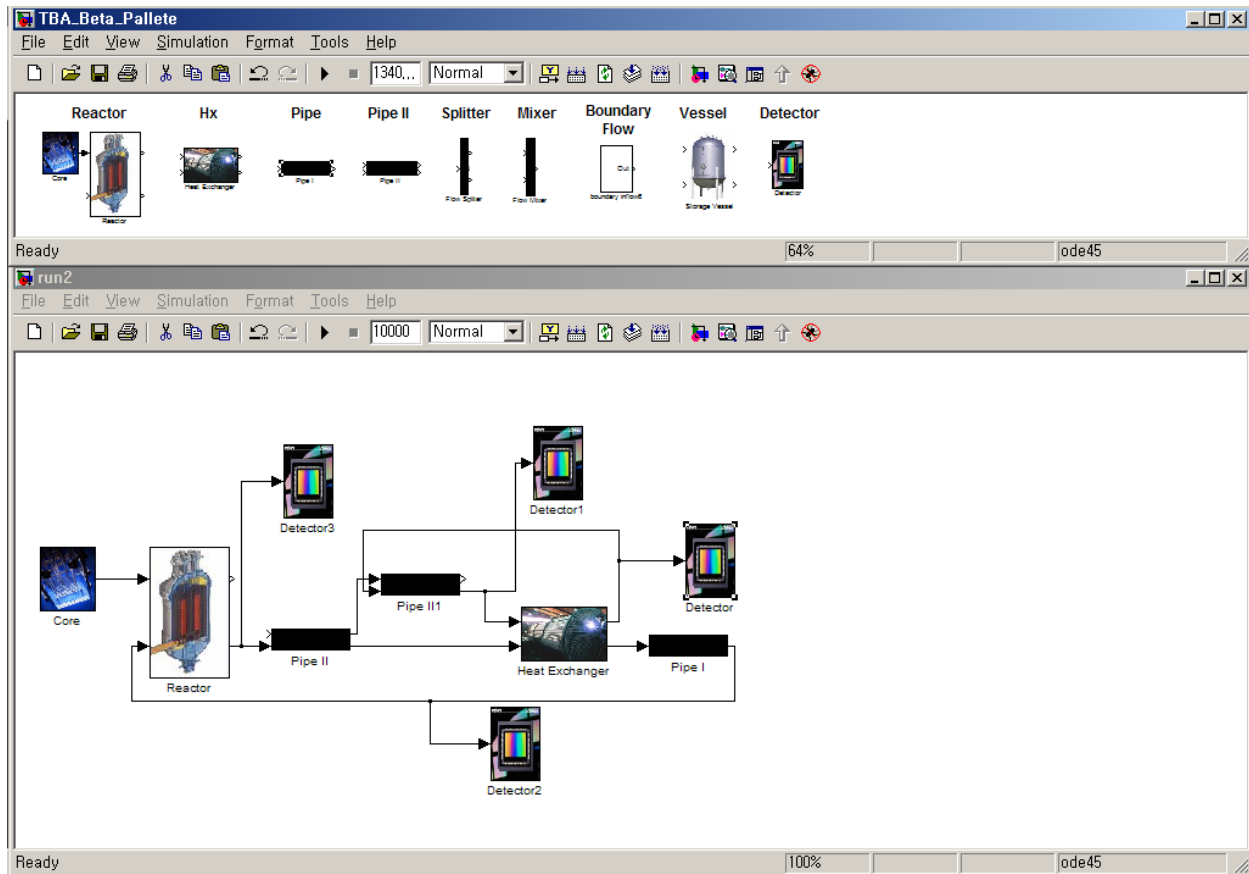 TBA_Beta_Pallete
File Edit View Simulation Format Tools Help
1340... Normal
Reactor Hx Pipe Pipe II Splitter Mixer Boundary Flow Vessel Detector
Core
Reactor
Heat Exchanger
Pipe I
Pipe II
Flow Spliter
Flow Mixer
Out
boundary inflow6
Storage Vessel
Detector
Ready 64% ode45
run2
File Edit View Simulation Format Tools Help
10000 Normal
Detector3
Detector1
Core
Reactor
Pipe II1
Detector
Pipe II
Heat Exchanger
Pipe I
Detector2
Ready 100% ode45